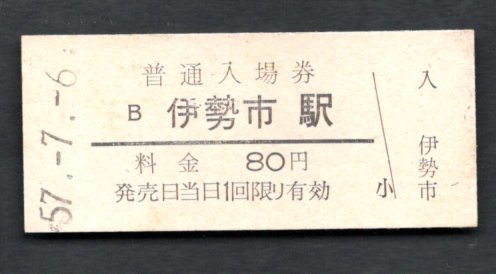 57.-7.-6.
普通入場券
B 伊勢市駅
料金 80円
発売日当日1回限り有効
小
入
伊勢市